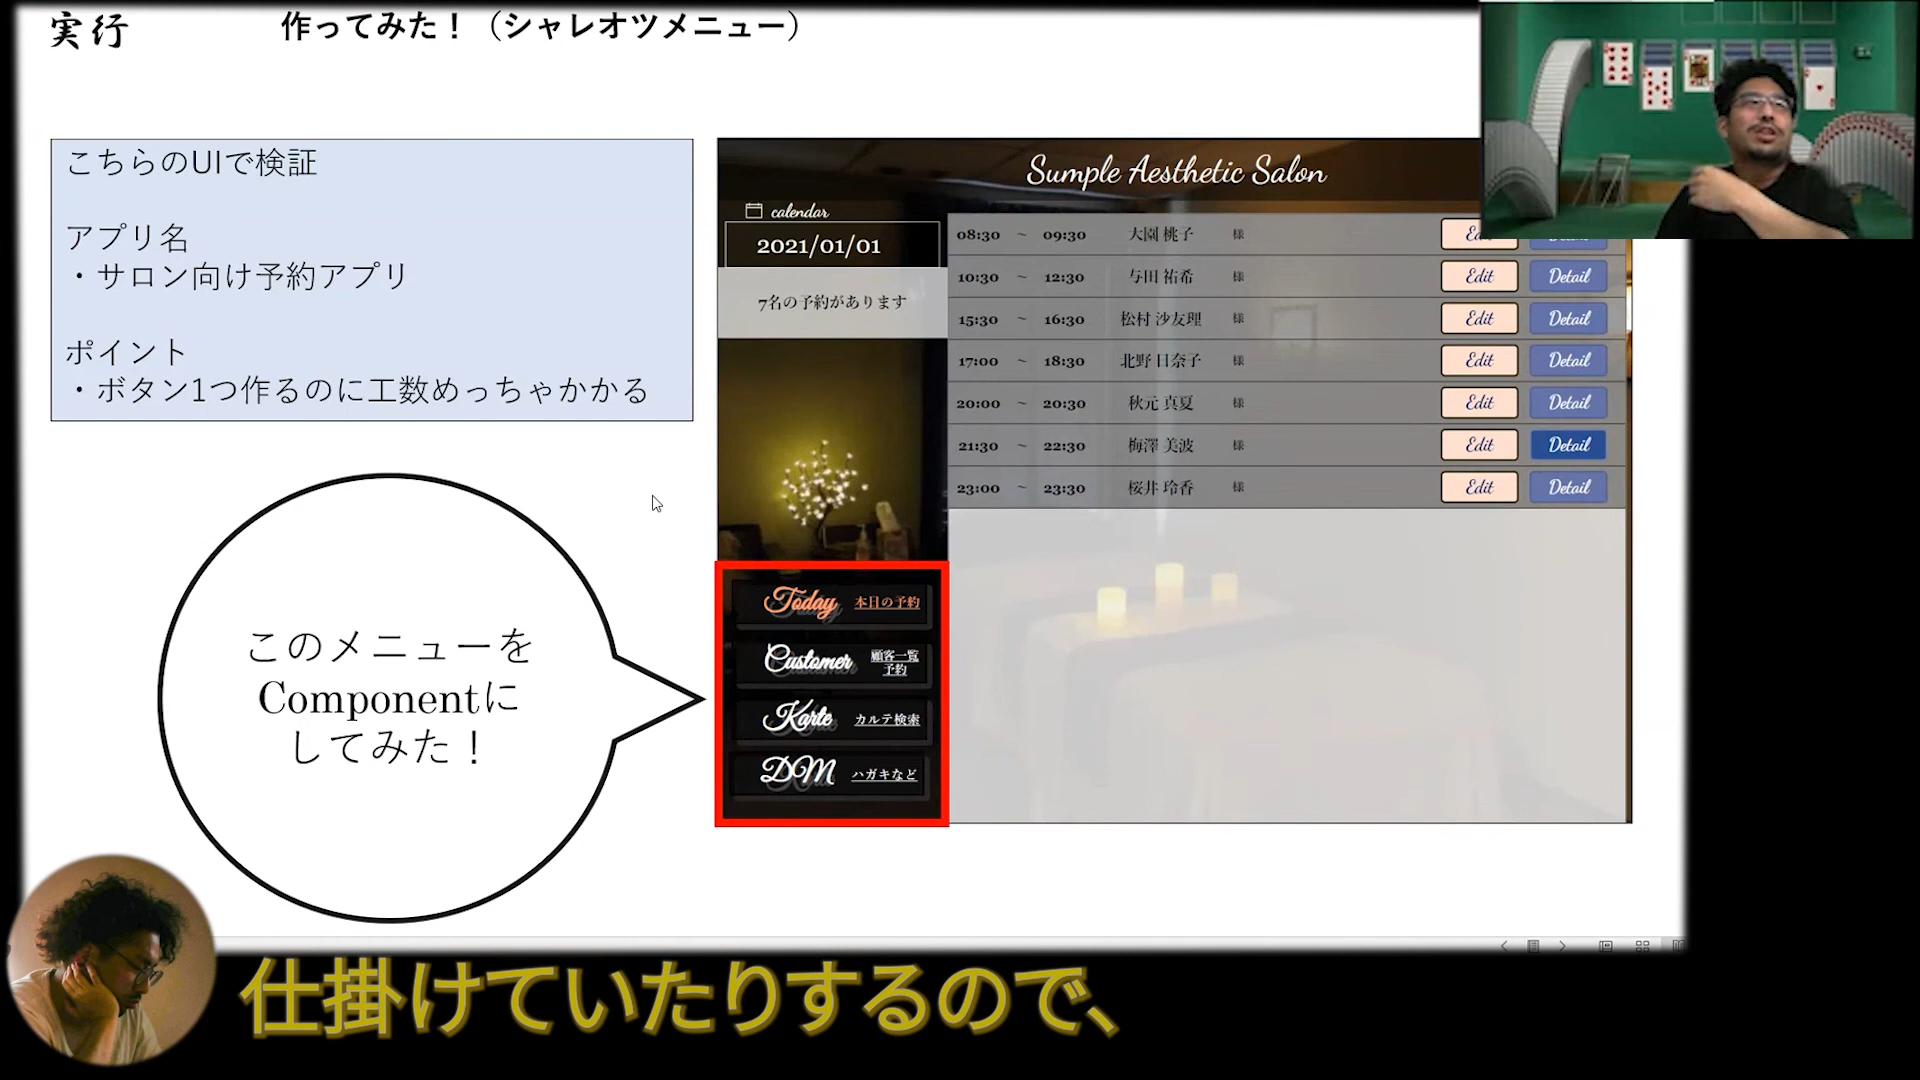 実行
作ってみた！（シャレオツメニュー）
こちらのUIで検証
アプリ名
・サロン向け予約アプリ
ポイント
・ボタン1つ作るのに工数めっちゃかかる
このメニューを
Componentに
してみた！
Sumple Aesthetic Salon
calendar
2021/01/01
7名の予約があります
08:30 ~ 09:30 大園 桃子 様
10:30 ~ 12:30 与田 祐希 様 Edit Detail
15:30 ~ 16:30 松村 沙友理 様 Edit Detail
17:00 ~ 18:30 北野 日奈子 様 Edit Detail
20:00 ~ 20:30 秋元 真夏 様 Edit Detail
21:30 ~ 22:30 梅澤 美波 様 Edit Detail
23:00 ~ 23:30 桜井 玲香 様 Edit Detail
Today 本日の予約
Customer 顧客一覧
予約
Karte カルテ検索
DM ハガキなど
仕掛けていたりするので、